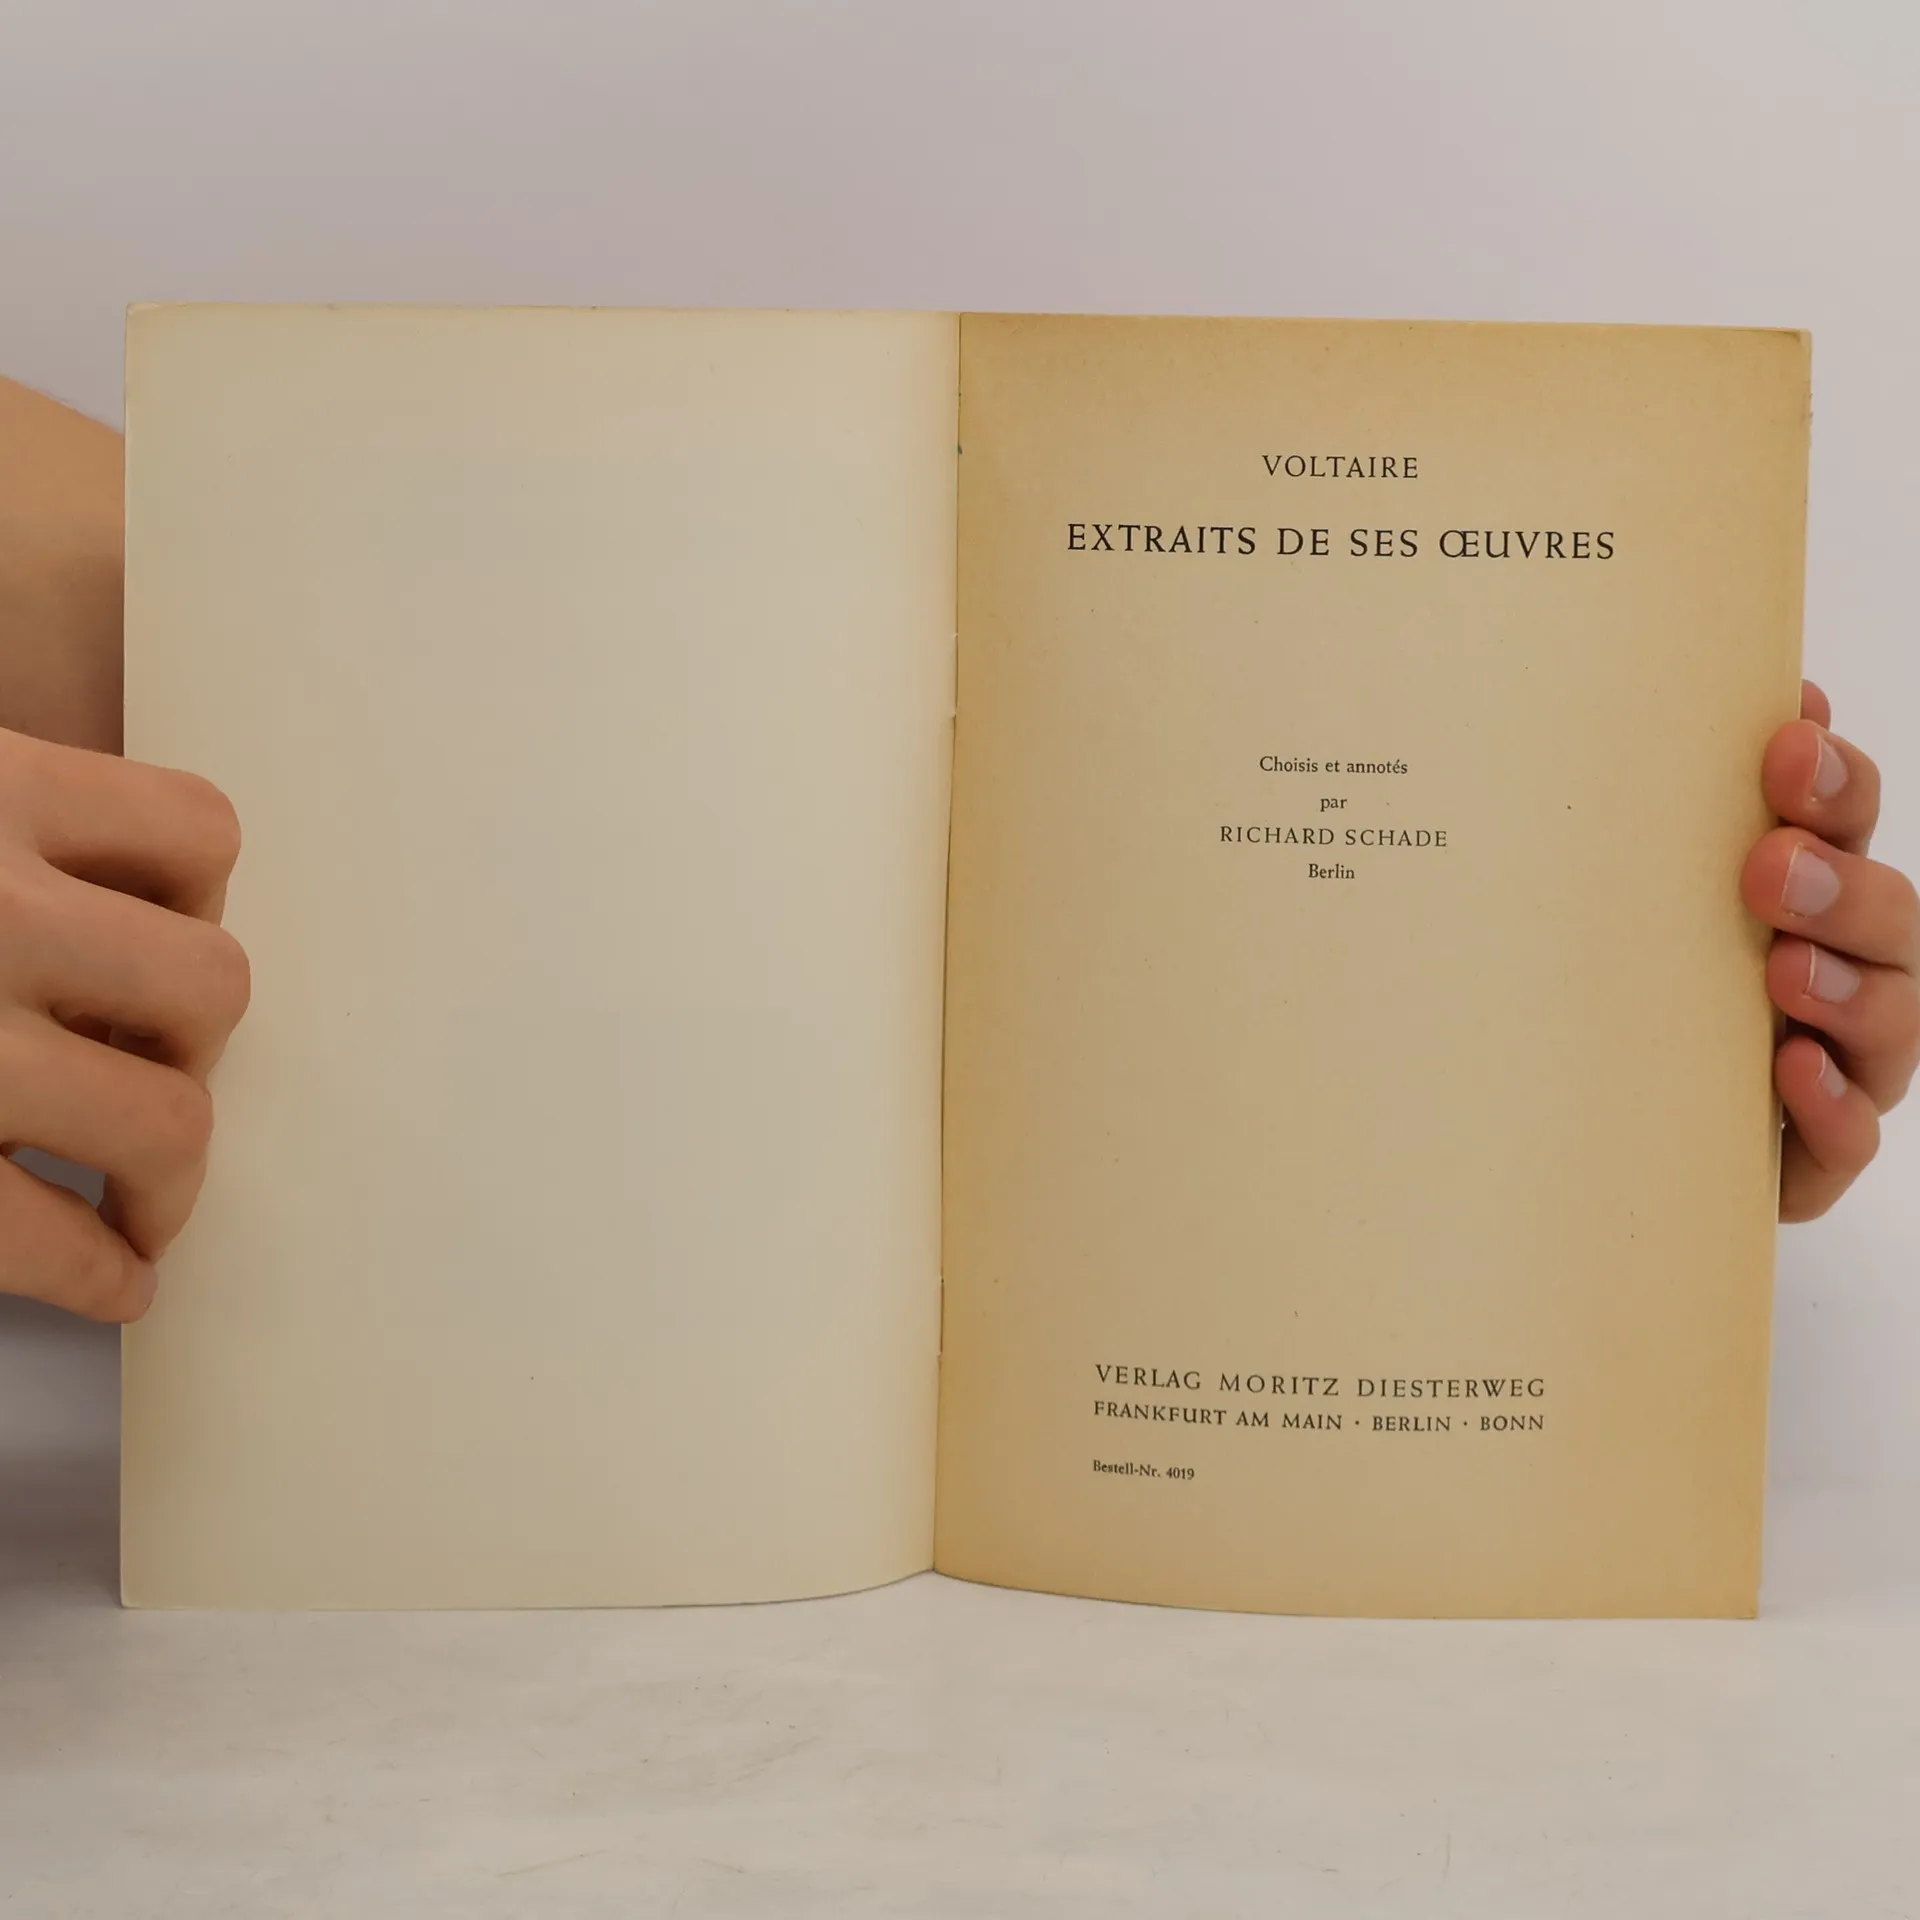 VOLTAIRE
EXTRAITS DE SES ŒUVRES
Choisis et annotés
par
RICHARD SCHADE
Berlin
VERLAG MORITZ DIESTERWEG
FRANKFURT AM MAIN · BERLIN · BONN
Bestell-Nr. 4019